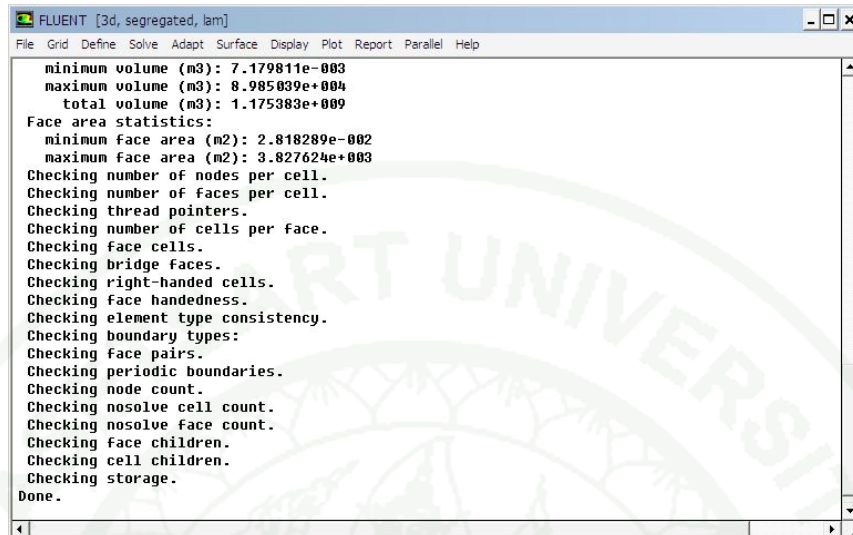 FLUENT [3d, segregated, lam]
File Grid Define Solve Adapt Surface Display Plot Report Parallel Help
minimum volume (m3): 7.179811e-003
maximum volume (m3): 8.985039e+004
total volume (m3): 1.175383e+009
Face area statistics:
minimum face area (m2): 2.818289e-002
maximum face area (m2): 3.827624e+003
Checking number of nodes per cell.
Checking number of faces per cell.
Checking thread pointers.
Checking number of cells per face.
Checking face cells.
Checking bridge faces.
Checking right-handed cells.
Checking face handedness.
Checking element type consistency.
Checking boundary types:
Checking face pairs.
Checking periodic boundaries.
Checking node count.
Checking nosolve cell count.
Checking nosolve face count.
Checking face children.
Checking cell children.
Checking storage.
Done.